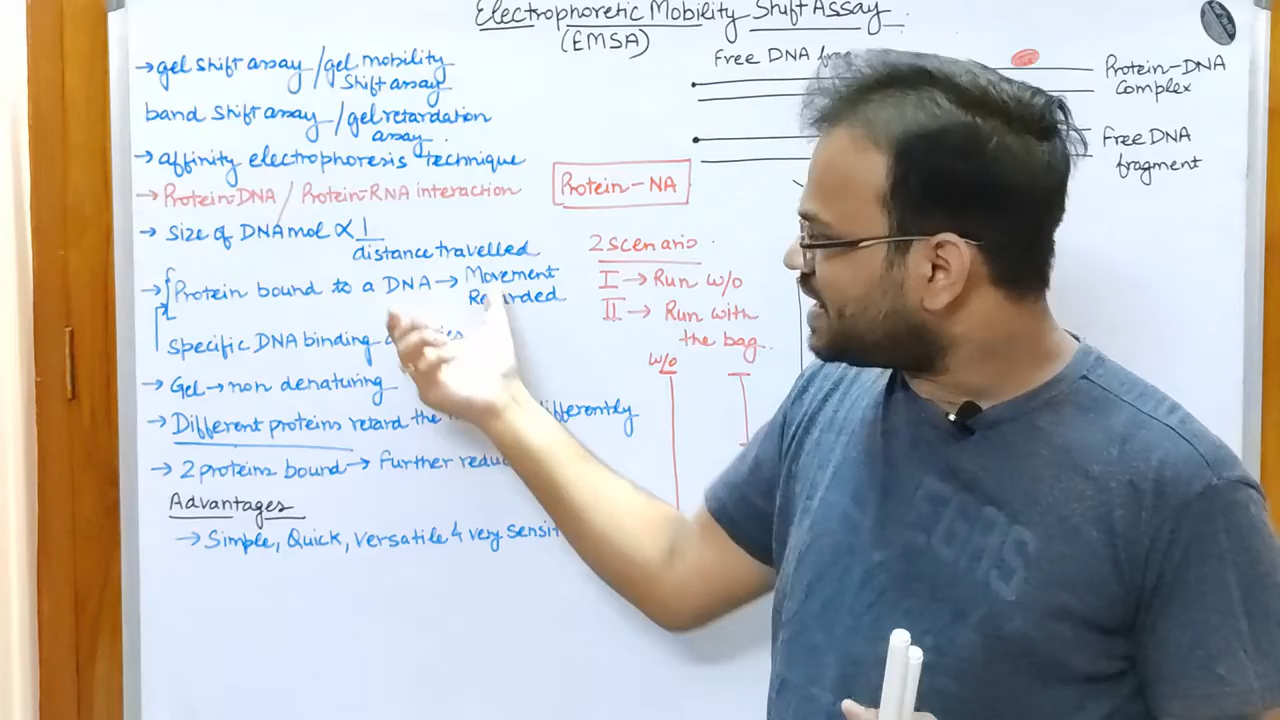 Electrophoretic Mobility Shift Assay
(EMSA)
→ gel shift assay / gel mobility
shift assay
band shift assay / gel retardation
assay.
→ affinity electrophoresis technique
→ Protein-DNA / Protein-RNA interaction
→ Size of DNA mol ∝ 1
distance travelled
→ Protein bound to a DNA → Movement
specific DNA binding
→ Gel → non denaturing
→ Different proteins retard the differently
→ 2 proteins bound → further
Advantages
→ Simple, Quick, versatile & very
Protein-NA
2 scenario
I → Run w/o
II → Run with
the bag.
w/o
Free DNA
Protein-DNA
complex
Free DNA
fragment